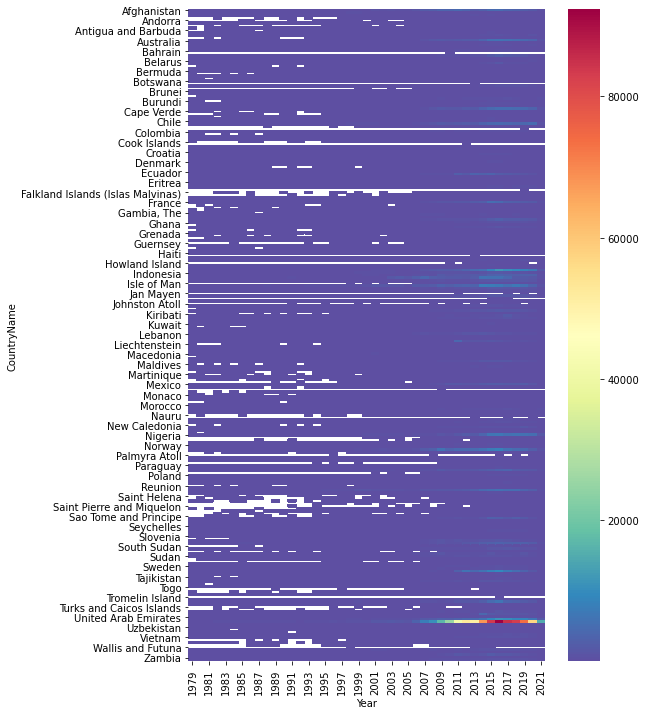 Afghanistan
Andorra
Antigua and Barbuda
Australia
Bahrain
Belarus
Bermuda
Botswana
Brunei
Burundi
Cape Verde
Chile
Colombia
Cook Islands
Croatia
Denmark
Ecuador
Eritrea
Falkland Islands (Islas Malvinas)
France
Gambia, The
Ghana
Grenada
Guernsey
Haiti
Howland Island
Indonesia
Isle of Man
Jan Mayen
Johnston Atoll
Kiribati
Kuwait
Lebanon
Liechtenstein
Macedonia
Maldives
Martinique
Mexico
Monaco
Morocco
Nauru
New Caledonia
Nigeria
Norway
Palmyra Atoll
Paraguay
Poland
Reunion
Saint Helena
Saint Pierre and Miquelon
Sao Tome and Principe
Seychelles
Slovenia
South Sudan
Sudan
Sweden
Tajikistan
Togo
Tromelin Island
Turks and Caicos Islands
United Arab Emirates
Uzbekistan
Vietnam
Wallis and Futuna
Zambia
CountryName
1979 1981 1983 1985 1987 1989 1991 1993 1995 1997 1999 2001 2003 2005 2007 2009 2011 2013 2015 2017 2019 2021
Year
80000
60000
40000
20000